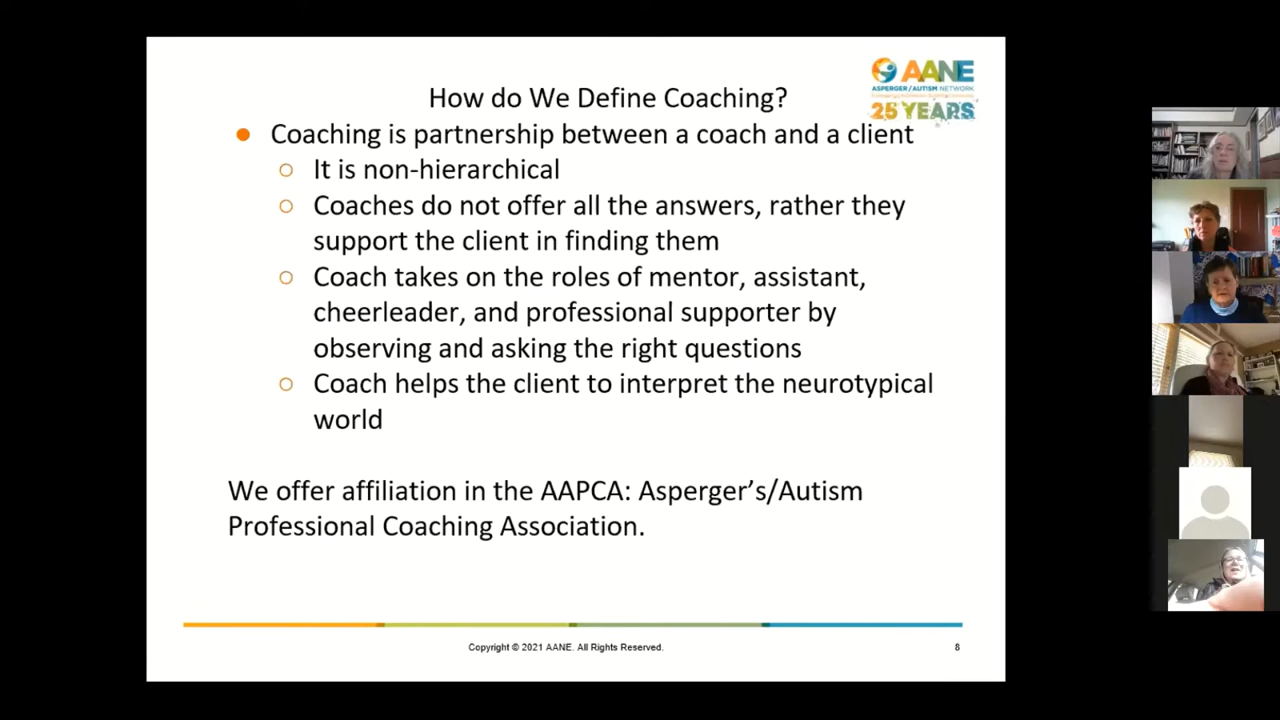 AANE
ASPERGER/AUTISM NETWORK
25 YEARS
How do We Define Coaching?
Coaching is partnership between a coach and a client
It is non-hierarchical
Coaches do not offer all the answers, rather they
support the client in finding them
Coach takes on the roles of mentor, assistant,
cheerleader, and professional supporter by
observing and asking the right questions
Coach helps the client to interpret the neurotypical
world
We offer affiliation in the AAPCA: Asperger’s/Autism
Professional Coaching Association.
Copyright © 2021 AANE. All Rights Reserved.
8